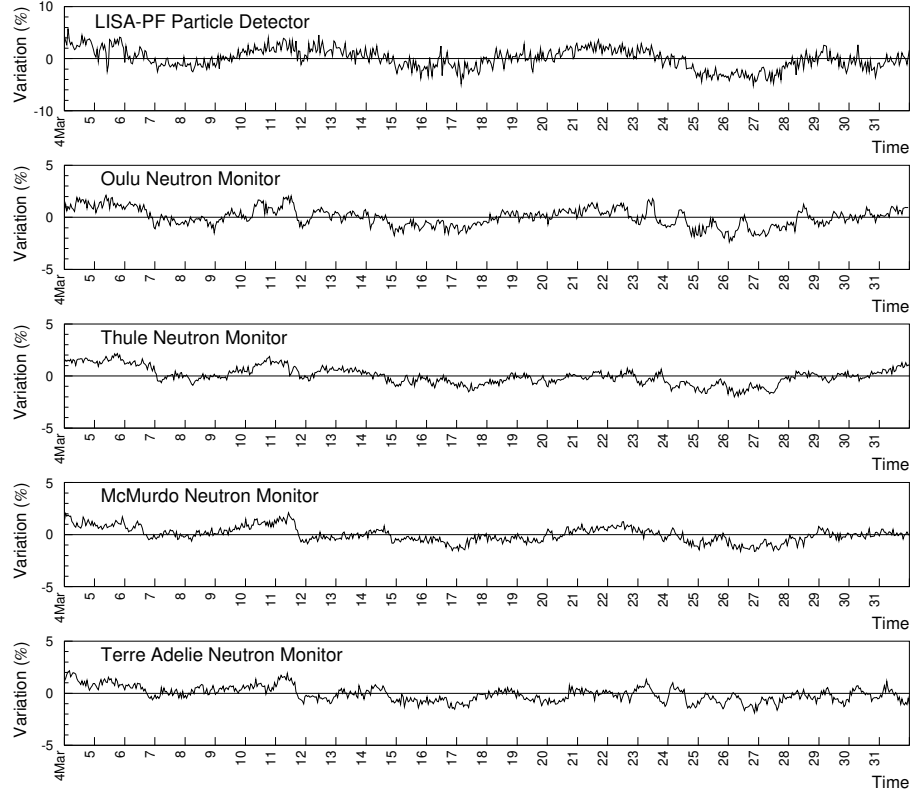 LISA-PF Particle Detector
Variation (%)
10
0
-10
4Mar 5 6 7 8 9 10 11 12 13 14 15 16 17 18 19 20 21 22 23 24 25 26 27 28 29 30 31
Time
Oulu Neutron Monitor
Variation (%)
5
0
-5
4Mar 5 6 7 8 9 10 11 12 13 14 15 16 17 18 19 20 21 22 23 24 25 26 27 28 29 30 31
Time
Thule Neutron Monitor
Variation (%)
5
0
-5
4Mar 5 6 7 8 9 10 11 12 13 14 15 16 17 18 19 20 21 22 23 24 25 26 27 28 29 30 31
Time
McMurdo Neutron Monitor
Variation (%)
5
0
-5
4Mar 5 6 7 8 9 10 11 12 13 14 15 16 17 18 19 20 21 22 23 24 25 26 27 28 29 30 31
Time
Terre Adelie Neutron Monitor
Variation (%)
5
0
-5
4Mar 5 6 7 8 9 10 11 12 13 14 15 16 17 18 19 20 21 22 23 24 25 26 27 28 29 30 31
Time